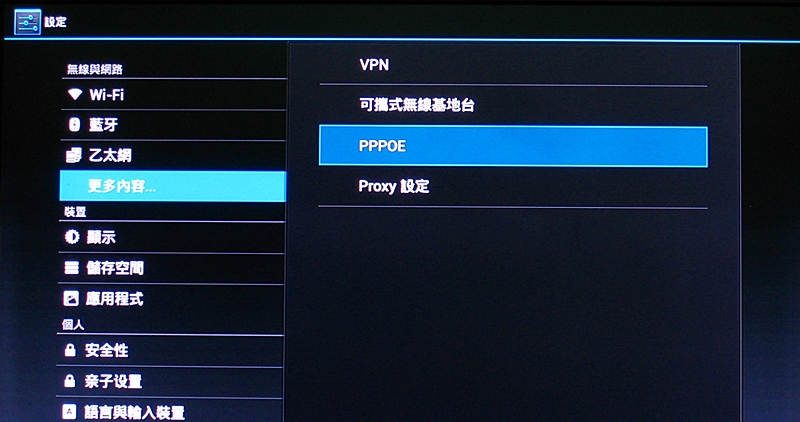 設定
無線與網路
Wi-Fi
藍牙
乙太網
更多內容...
裝置
顯示
儲存空間
應用程式
個人
安全性
亲子设置
語言與輸入裝置
VPN
可攜式無線基地台
PPPOE
Proxy 設定